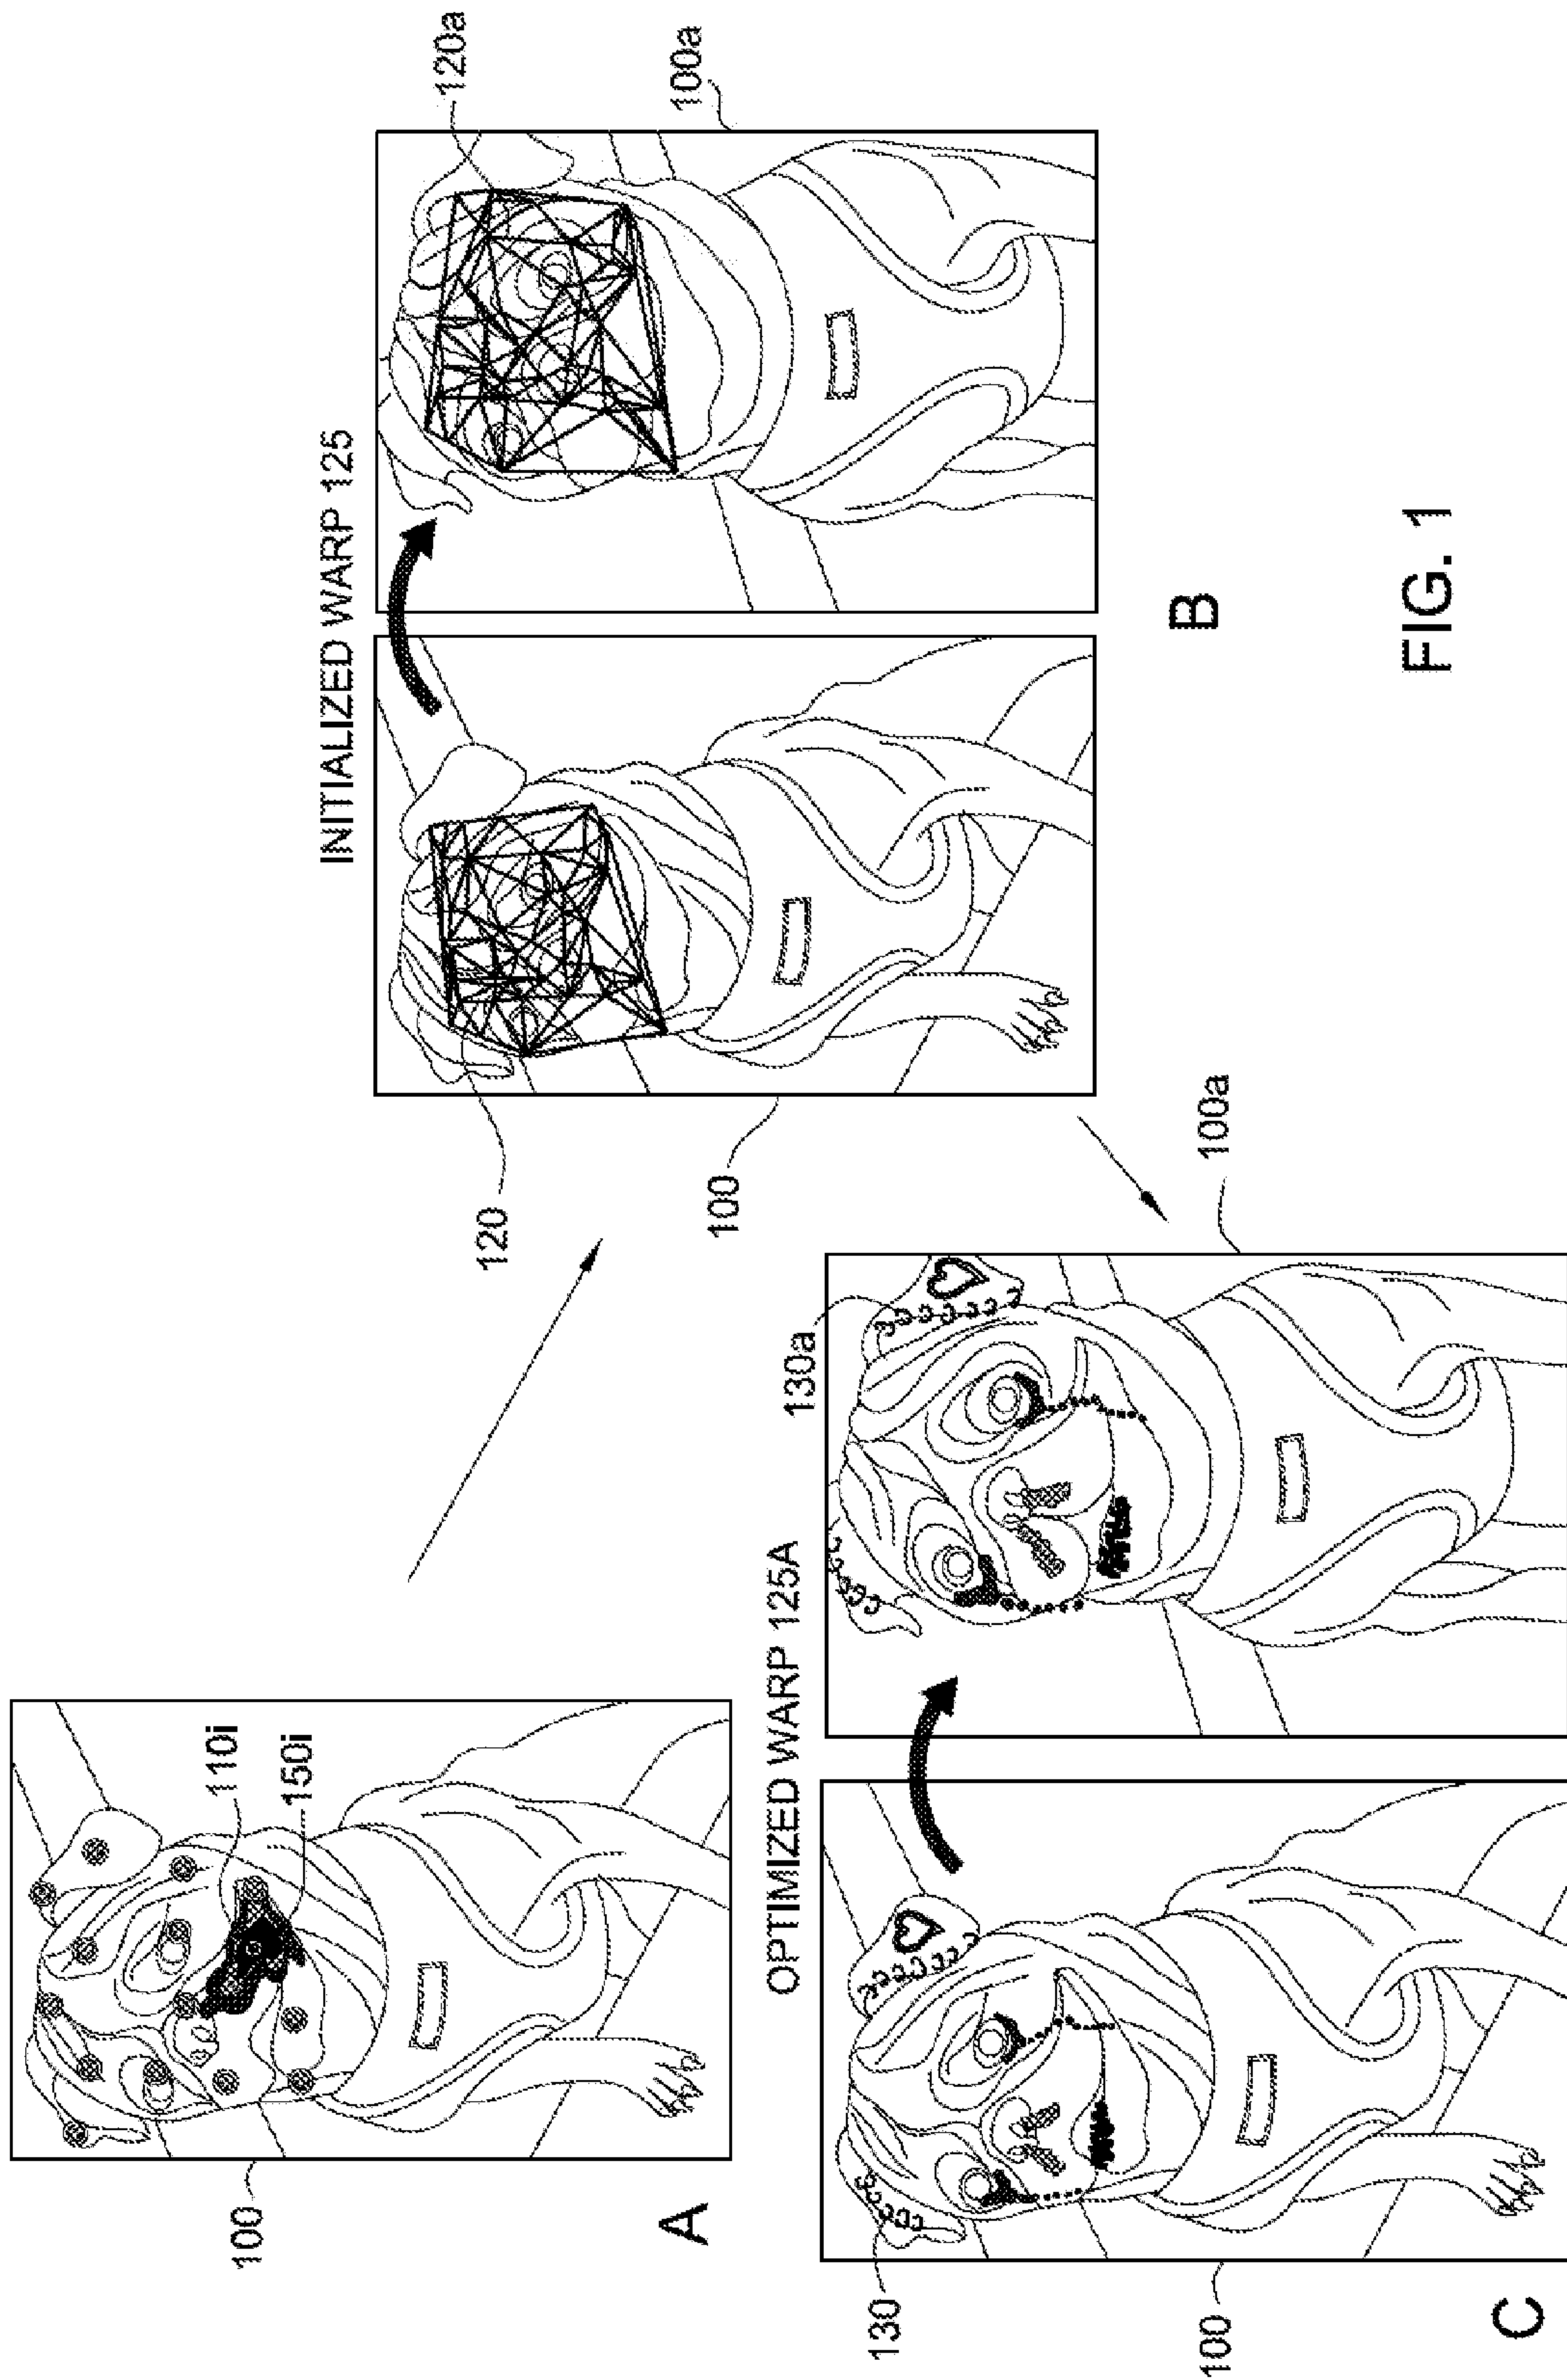 100
110i
150i
A
INITIALIZED WARP 125
120
120a
100
100a
B
OPTIMIZED WARP 125A
130
130a
100
100a
C
FIG. 1